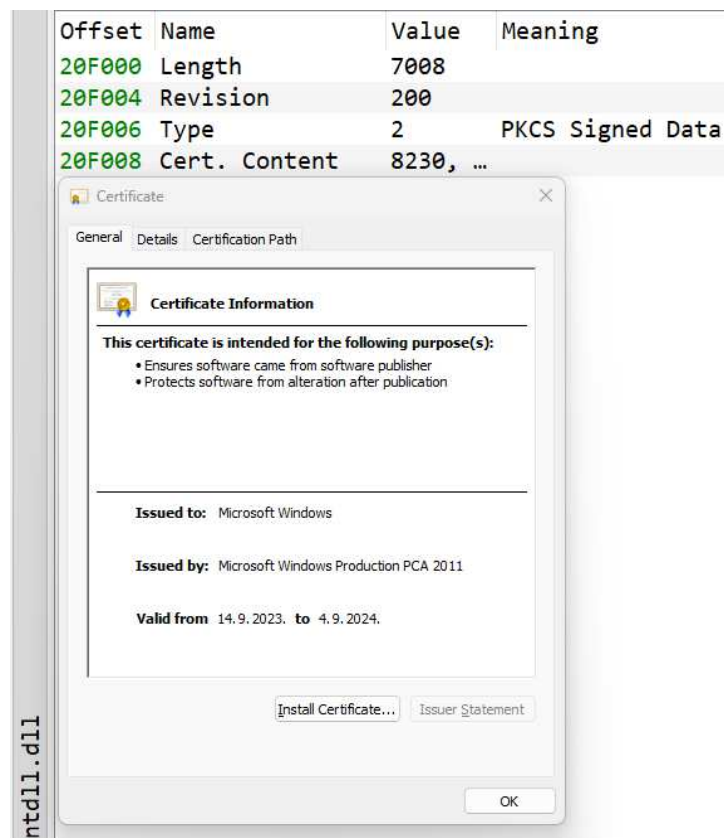 Offset Name Value Meaning
20F000 Length 7008
20F004 Revision 200
20F006 Type 2 PKCS Signed Data
20F008 Cert. Content 8230, …
Certificate
General Details Certification Path
Certificate Information
This certificate is intended for the following purpose(s):
• Ensures software came from software publisher
• Protects software from alteration after publication
Issued to: Microsoft Windows
Issued by: Microsoft Windows Production PCA 2011
Valid from 14.9.2023. to 4.9.2024.
Install Certificate... Issuer Statement
OK
ntdll.dll